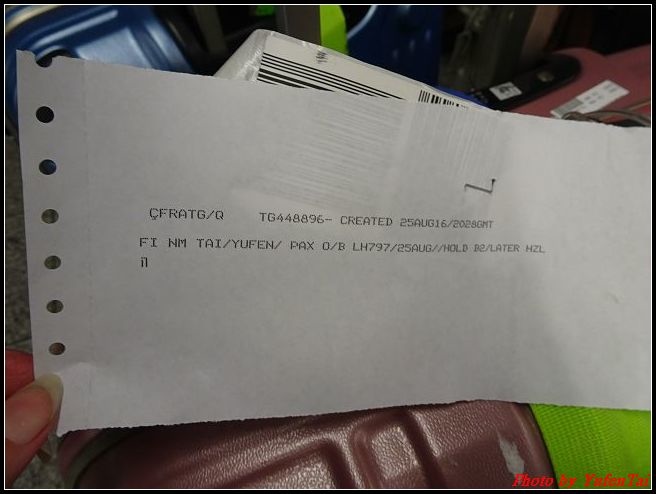 ÇFRATG/Q TG448896- CREATED 25AUG16/2028GMT
FI NM TAI/YUFEN/ PAX O/B LH797/25AUG//HOLD B2/LATER HZL
Photo by YufenTai